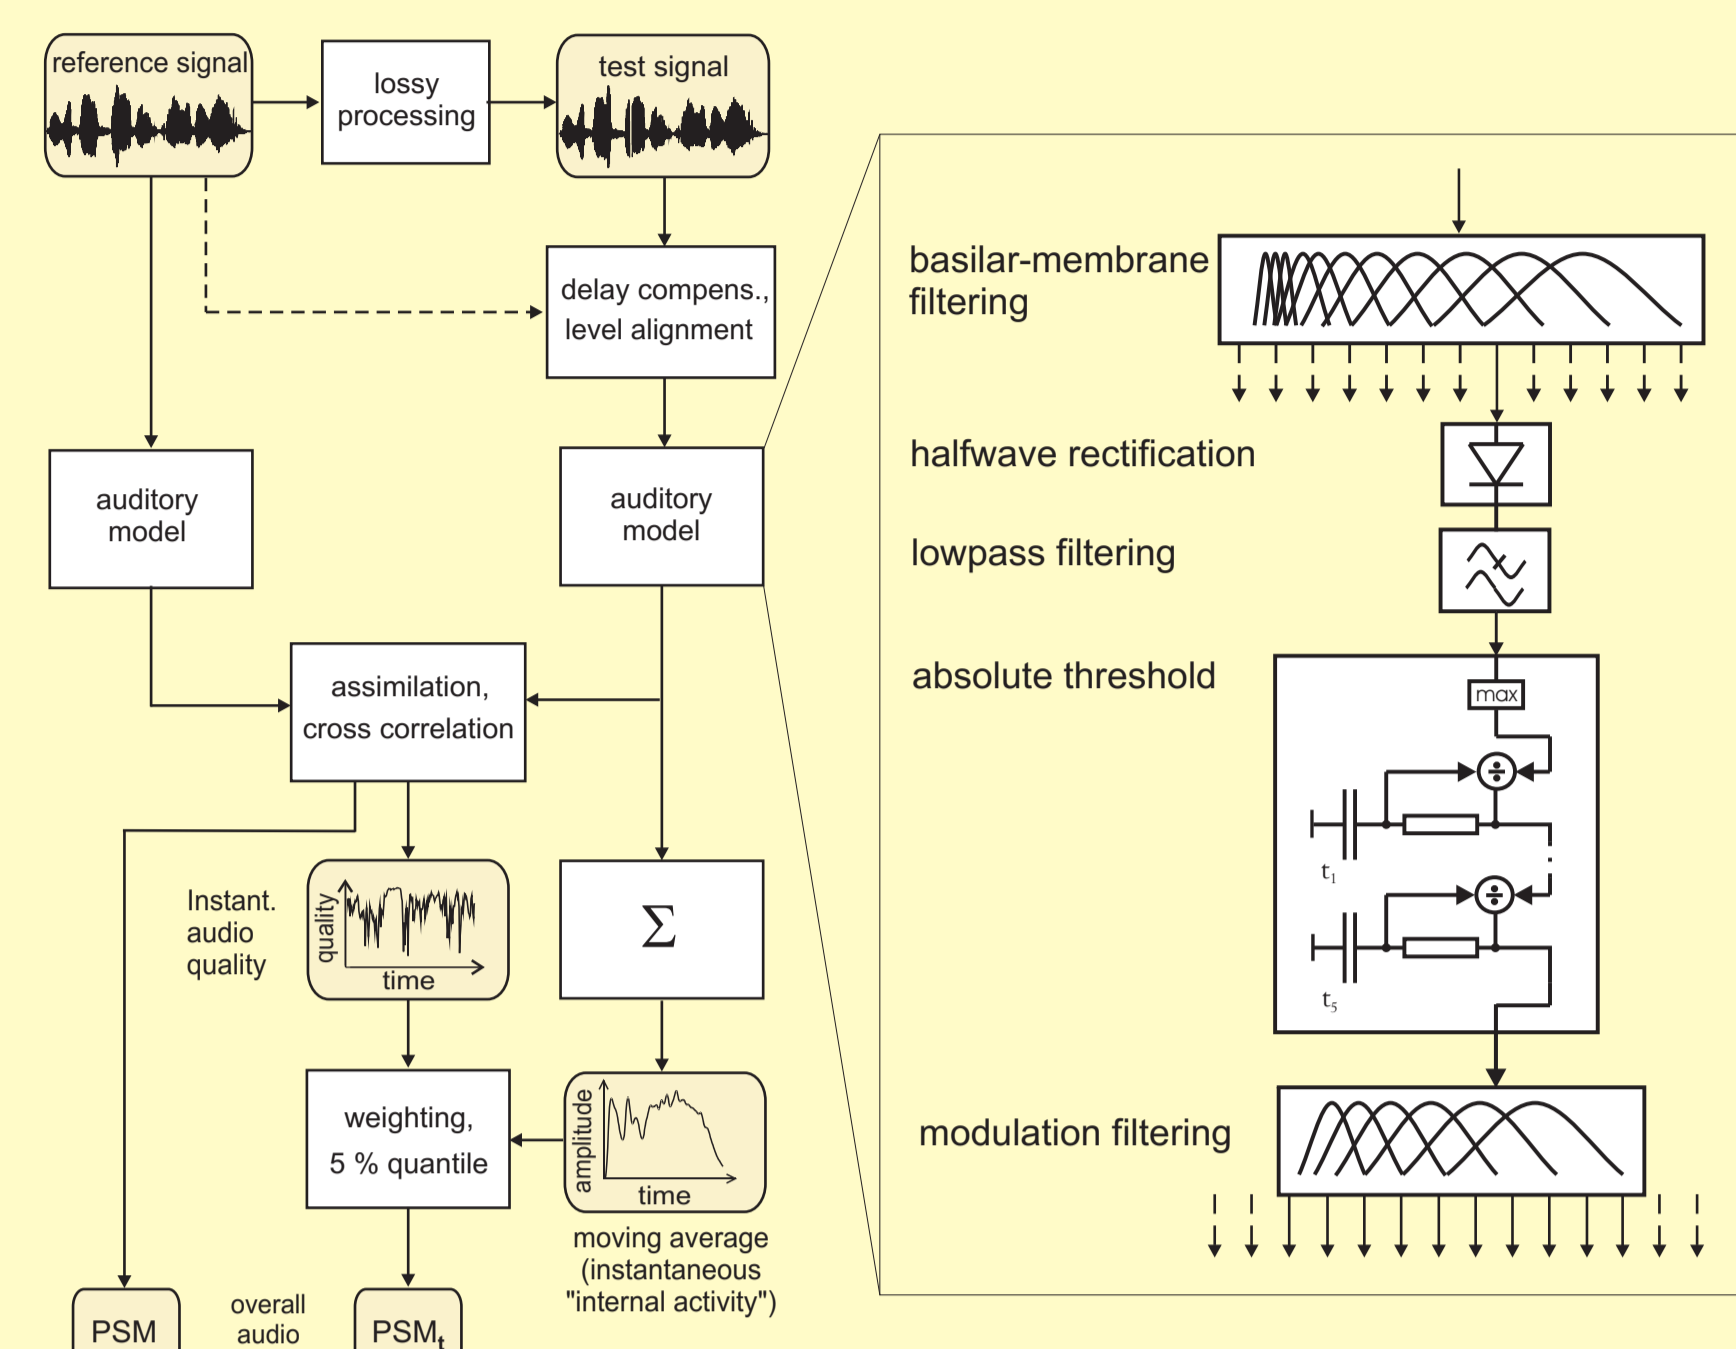 reference signal
lossy
processing
test signal
delay compens.,
level alignment
auditory
model
auditory
model
assimilation,
cross correlation
Instant.
audio
quality
quality
time
Σ
weighting,
5 % quantile
amplitude
time
moving average
(instantaneous
"internal activity")
PSM
overall
audio
PSMt
basilar-membrane
filtering
halfwave rectification
lowpass filtering
absolute threshold
max
÷
t1
÷
t5
modulation filtering